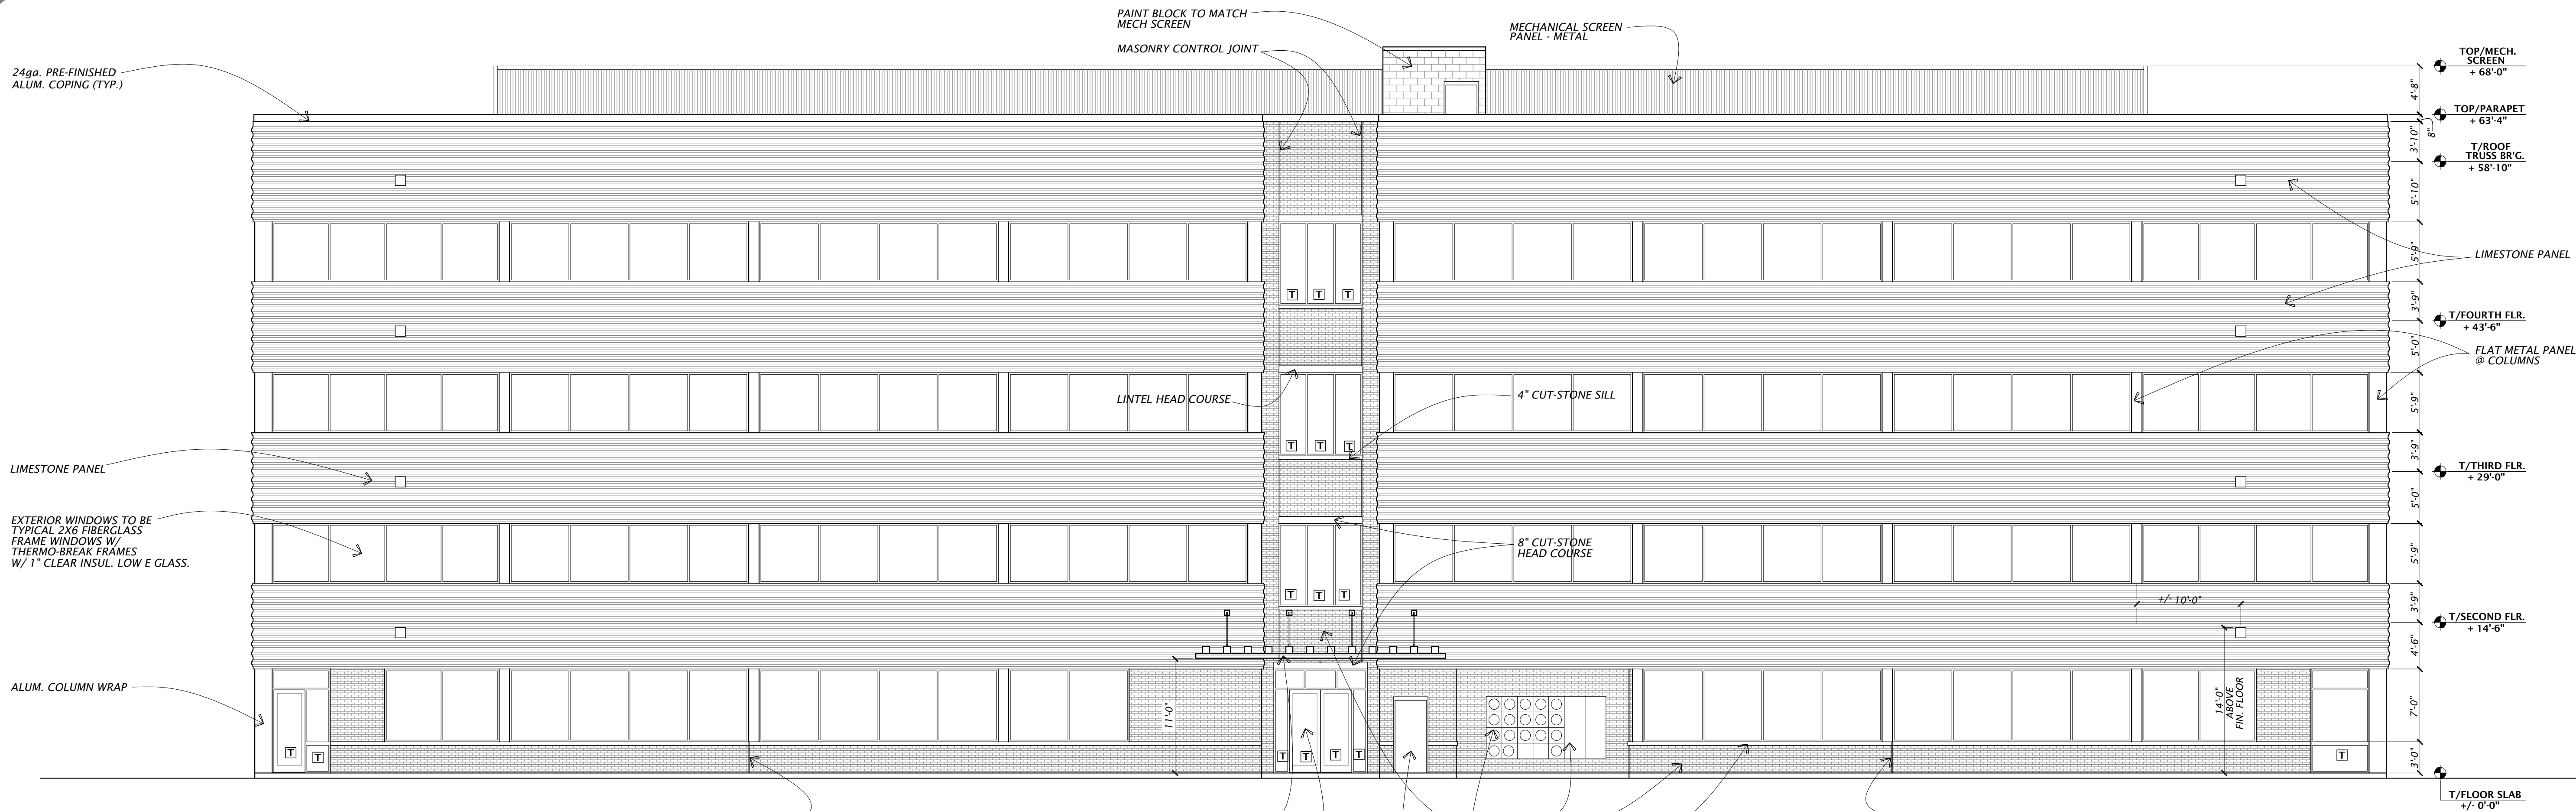 PAINT BLOCK TO MATCH
MECH SCREEN
MASONRY CONTROL JOINT
MECHANICAL SCREEN
PANEL - METAL
24ga. PRE-FINISHED
ALUM. COPING (TYP.)
TOP/MECH.
SCREEN
+ 68'-0"
4'-8"
TOP/PARAPET
+ 63'-4"
8"
3'-10"
T/ROOF
TRUSS BR'G.
+ 58'-10"
5'-10"
5'-9"
LIMESTONE PANEL
T T T
3'-9"
T/FOURTH FLR.
+ 43'-6"
5'-0"
FLAT METAL PANEL
@ COLUMNS
LINTEL HEAD COURSE
4" CUT-STONE SILL
5'-9"
T T T
3'-9"
LIMESTONE PANEL
T/THIRD FLR.
+ 29'-0"
5'-0"
EXTERIOR WINDOWS TO BE
TYPICAL 2X6 FIBERGLASS
FRAME WINDOWS W/
THERMO-BREAK FRAMES
W/ 1" CLEAR INSUL. LOW E GLASS.
8" CUT-STONE
HEAD COURSE
5'-9"
T T T
+/- 10'-0"
3'-9"
T/SECOND FLR.
+ 14'-6"
4'-6"
ALUM. COLUMN WRAP
11'-0"
14'-0"
ABOVE
FIN. FLOOR
7'-0"
T T
T T T T
T
3'-0"
T/FLOOR SLAB
+/- 0'-0"